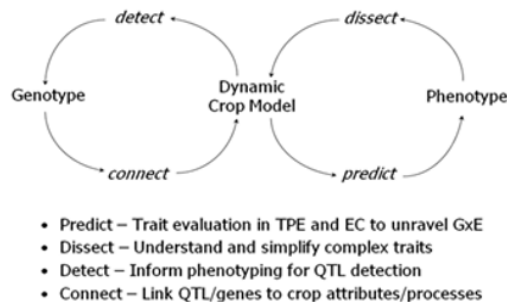 detect
dissect
Genotype
Dynamic
Crop Model
Phenotype
connect
predict
• Predict – Trait evaluation in TPE and EC to unravel GxE
• Dissect – Understand and simplify complex traits
• Detect – Inform phenotyping for QTL detection
• Connect – Link QTL/genes to crop attributes/processes